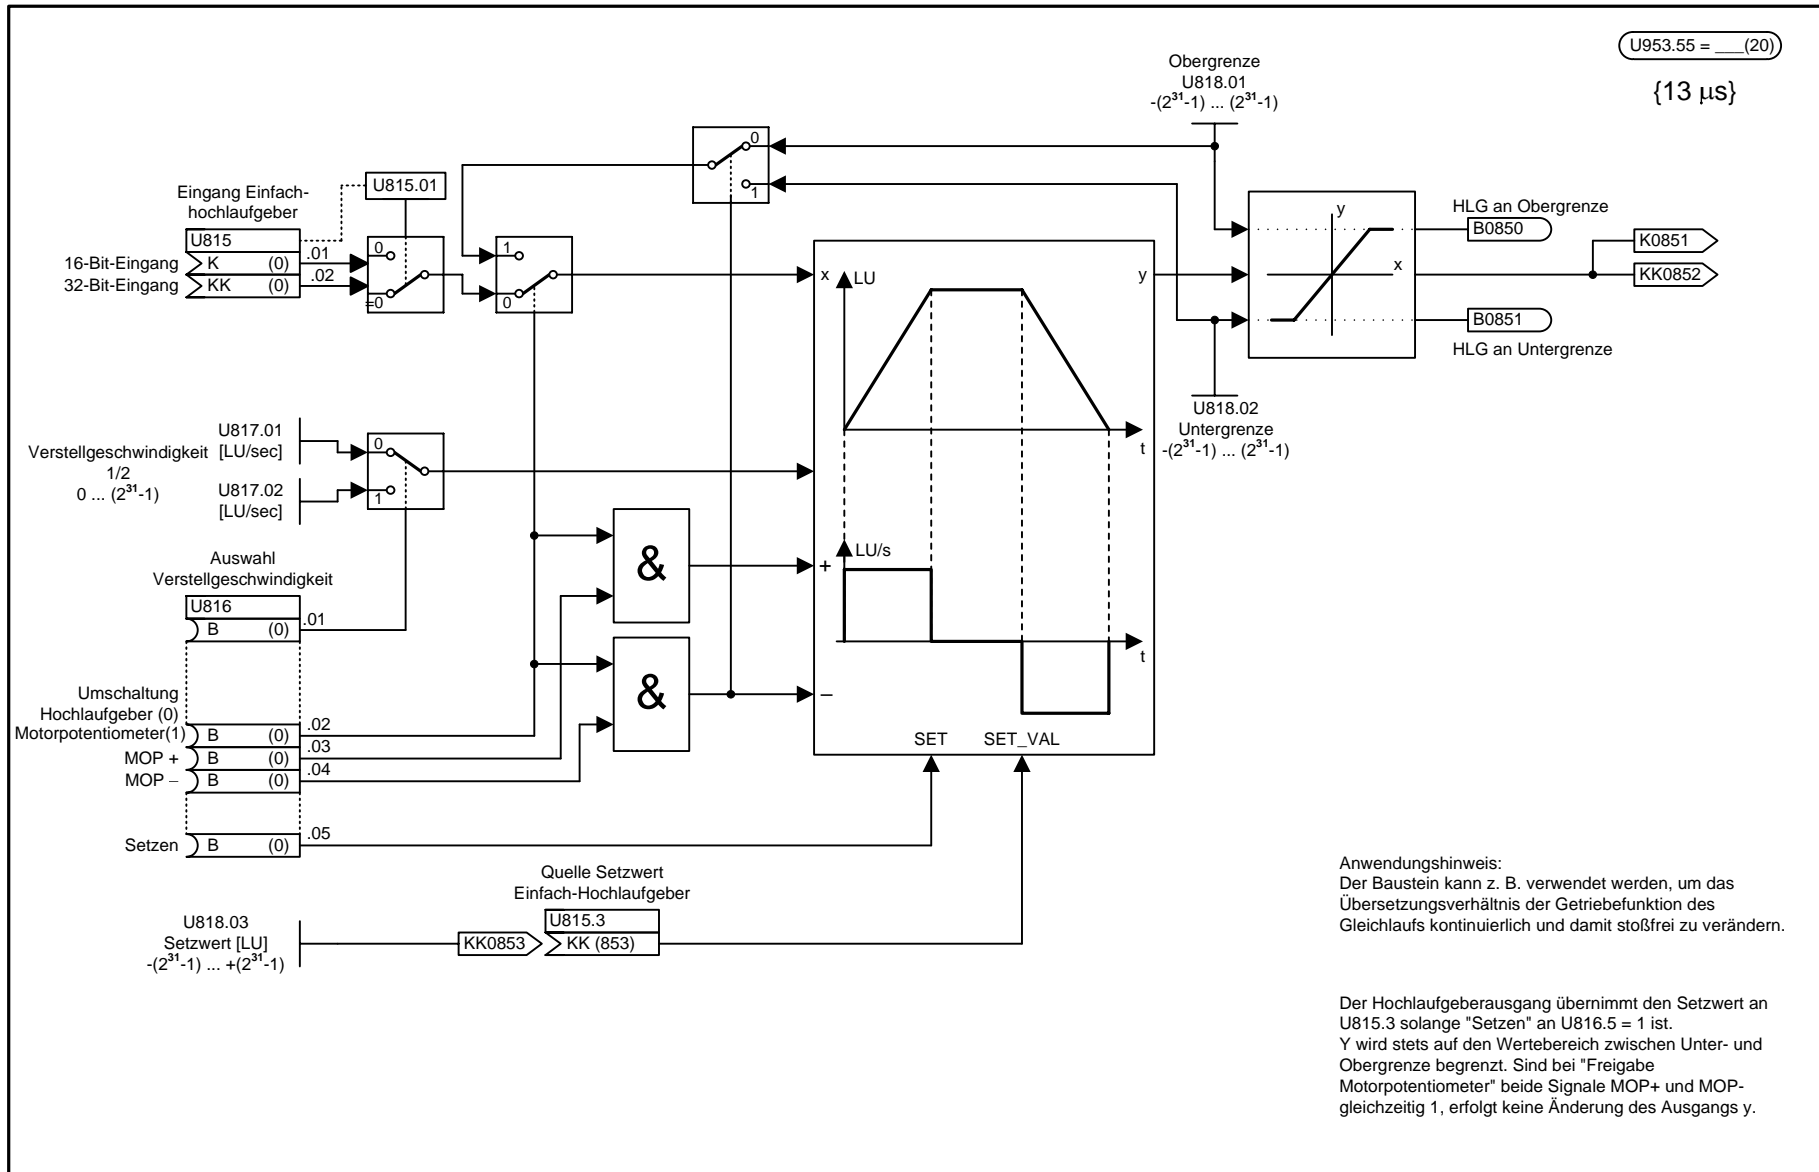 U953.55 = ___(20)
{13 μs}
Obergrenze
U818.01
-(2³¹-1) ... (2³¹-1)
0
1
Eingang Einfach-
hochlaufgeber
U815.01
U815
16-Bit-Eingang
K (0)
.01
32-Bit-Eingang
KK (0)
.02
0
=0
1
0
x
LU
y
t
y
x
HLG an Obergrenze
B0850
K0851
KK0852
B0851
HLG an Untergrenze
U818.02
Untergrenze
-(2³¹-1) ... (2³¹-1)
Verstellgeschwindigkeit
1/2
0 ... (2³¹-1)
U817.01
[LU/sec]
U817.02
[LU/sec]
0
1
Auswahl
Verstellgeschwindigkeit
U816
B (0)
.01
&
&
+
–
LU/s
t
SET
SET_VAL
Umschaltung
Hochlaufgeber (0)
Motorpotentiometer(1)
B (0)
.02
MOP +
B (0)
.03
MOP –
B (0)
.04
Setzen
B (0)
.05
Quelle Setzwert
Einfach-Hochlaufgeber
U815.3
KK (853)
KK0853
U818.03
Setzwert [LU]
-(2³¹-1) ... +(2³¹-1)
Anwendungshinweis:
Der Baustein kann z. B. verwendet werden, um das
Übersetzungsverhältnis der Getriebefunktion des
Gleichlaufs kontinuierlich und damit stoßfrei zu verändern.
Der Hochlaufgeberausgang übernimmt den Setzwert an
U815.3 solange "Setzen" an U816.5 = 1 ist.
Y wird stets auf den Wertebereich zwischen Unter- und
Obergrenze begrenzt. Sind bei "Freigabe
Motorpotentiometer" beide Signale MOP+ und MOP-
gleichzeitig 1, erfolgt keine Änderung des Ausgangs y.